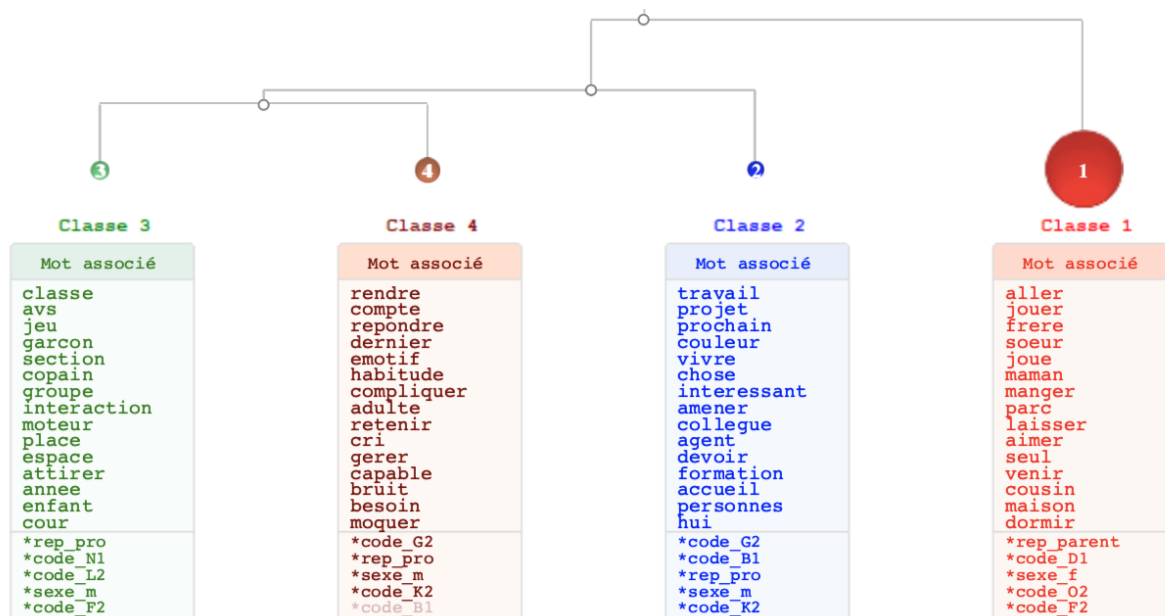 3
4
2
1
Classe 3
Mot associé
classe
avs
jeu
garcon
section
copain
groupe
interaction
moteur
place
espace
attirer
annee
enfant
cour
*rep_pro
*code_N1
*code_L2
*sexe_m
*code_F2
Classe 4
Mot associé
rendre
compte
repondre
dernier
emotif
habitude
compliquer
adulte
retenir
cri
gerer
capable
bruit
besoin
moquer
*code_G2
*rep_pro
*sexe_m
*code_K2
*code_B1
Classe 2
Mot associé
travail
projet
prochain
couleur
vivre
chose
interessant
amener
collegue
agent
devoir
formation
accueil
personnes
hui
*code_G2
*code_B1
*rep_pro
*sexe_m
*code_K2
Classe 1
Mot associé
aller
jouer
frere
soeur
joue
maman
manger
parc
laisser
aimer
seul
venir
cousin
maison
dormir
*rep_parent
*code_D1
*sexe_f
*code_O2
*code_F2